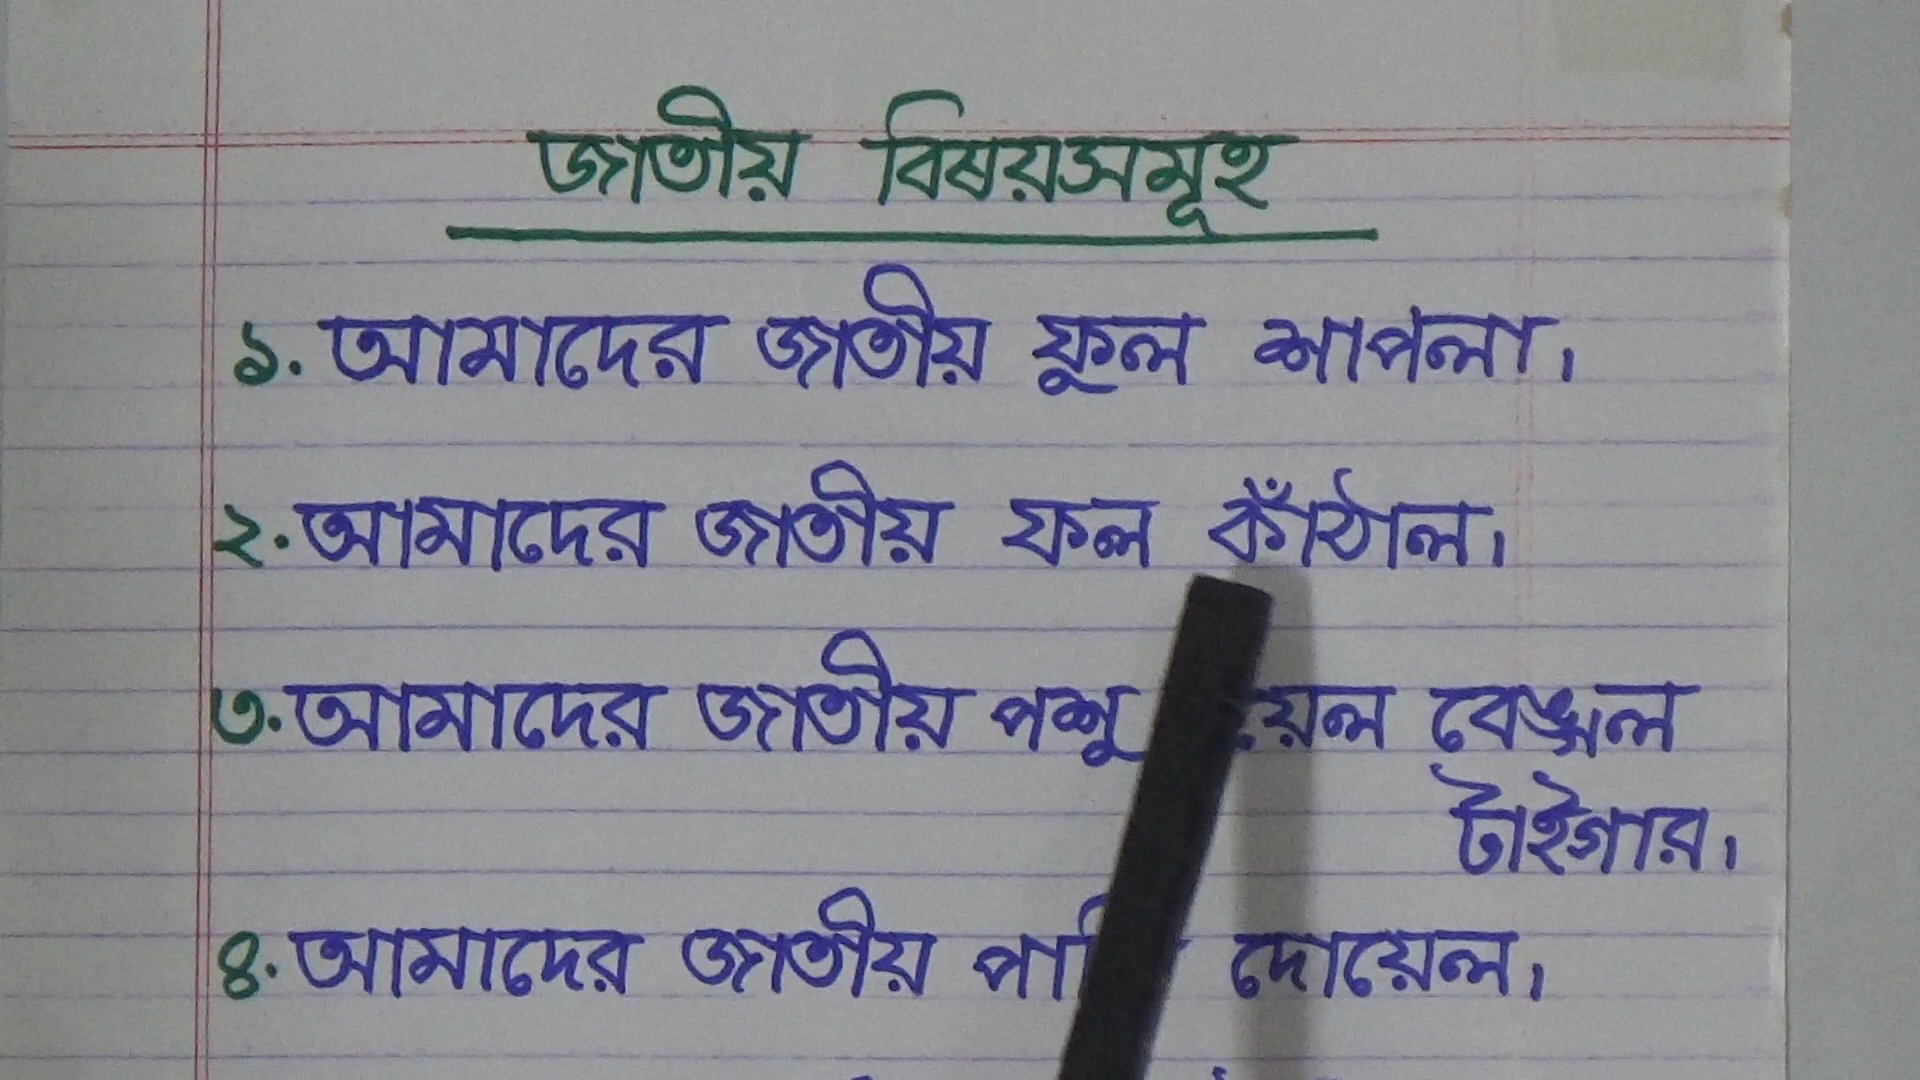 জাতীয় বিষয়সমূহ
১. আমাদের জাতীয় ফুল শাপলা।
২. আমাদের জাতীয় ফল কাঁঠাল।
৩. আমাদের জাতীয় পশু বেঙ্গল
টাইগার।
৪. আমাদের জাতীয় দোয়েল।